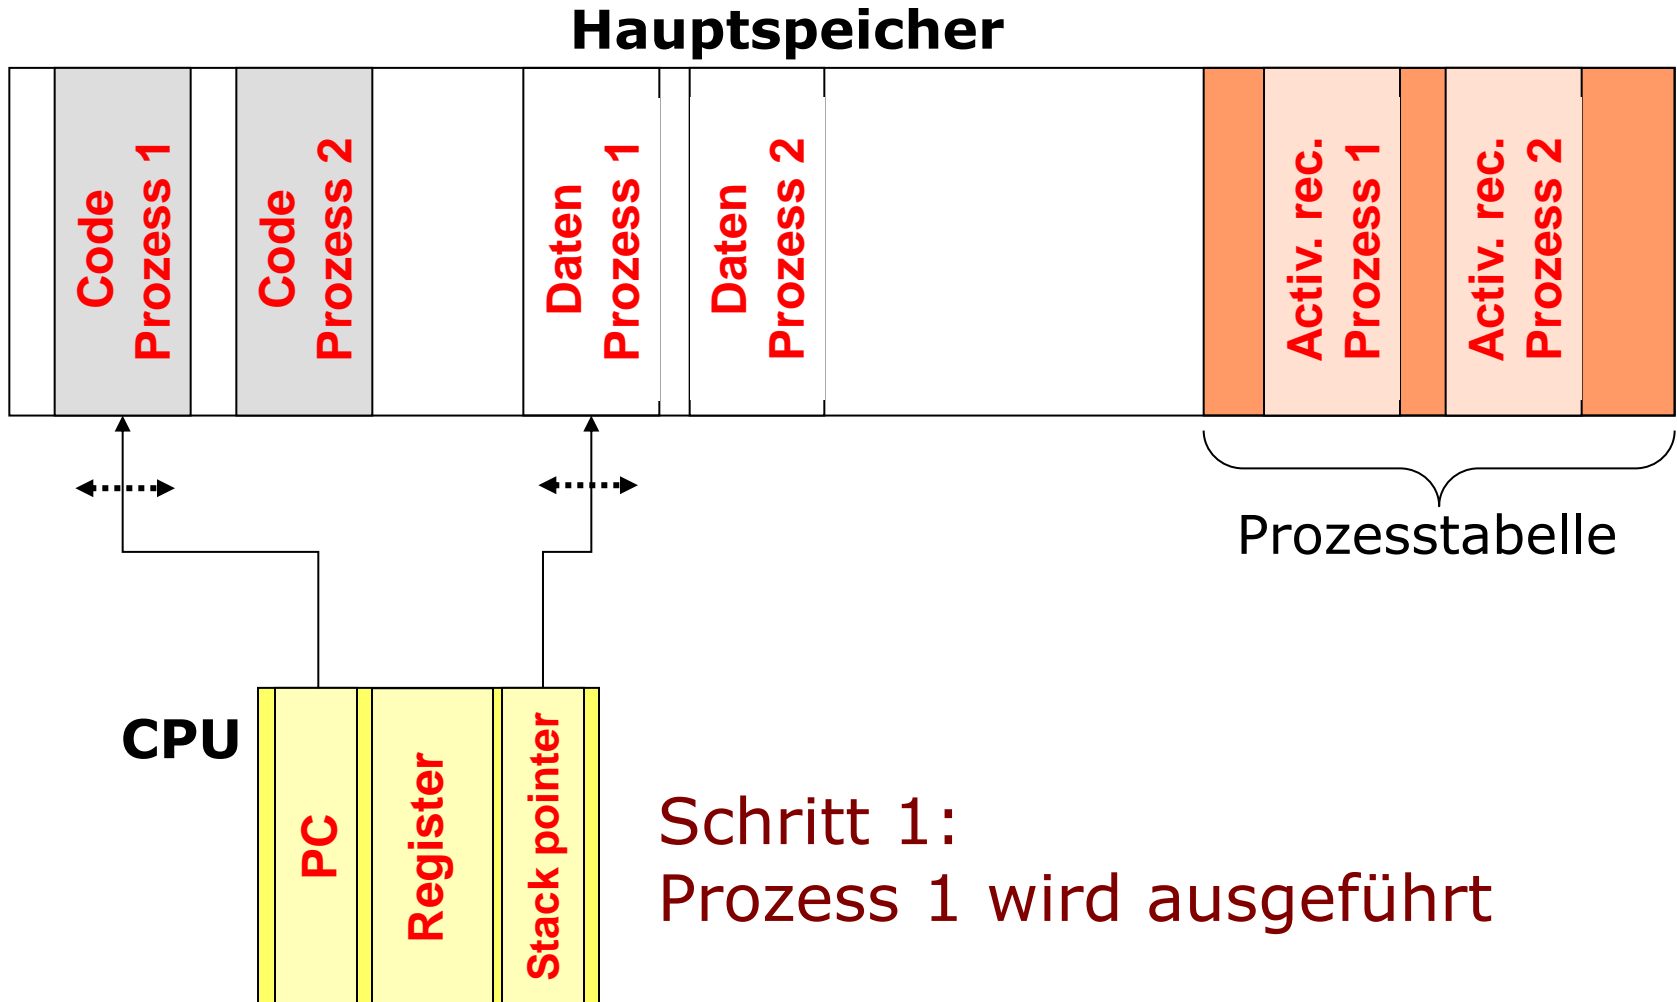 Hauptspeicher
Code
Prozess 1
Code
Prozess 2
Daten
Prozess 1
Daten
Prozess 2
Activ. rec.
Prozess 1
Activ. rec.
Prozess 2
Prozesstabelle
CPU
PC
Register
Stack pointer
Schritt 1:
Prozess 1 wird ausgeführt